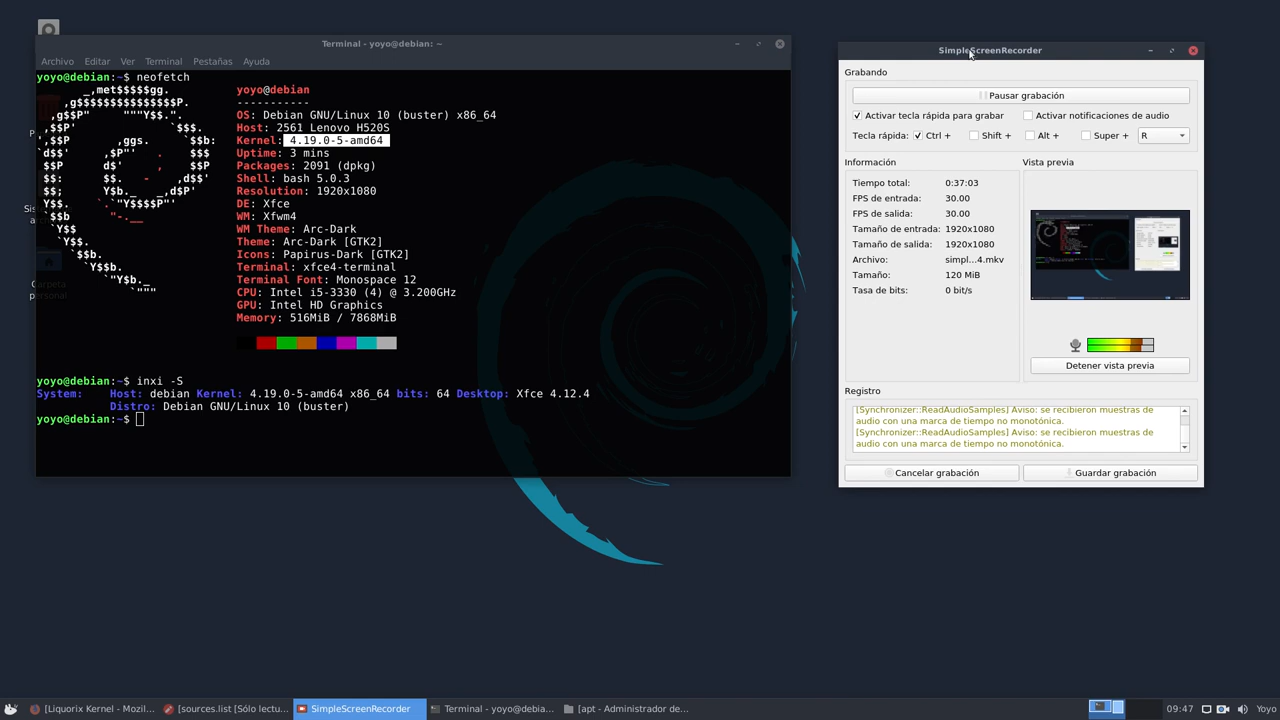 Terminal - yoyo@debian: ~
Archivo Editar Ver Terminal Pestañas Ayuda
yoyo@debian:~$ neofetch
yoyo@debian
-----------
OS: Debian GNU/Linux 10 (buster) x86_64
Host: 2561 Lenovo H520S
Kernel: 4.19.0-5-amd64
Uptime: 3 mins
Packages: 2091 (dpkg)
Shell: bash 5.0.3
Resolution: 1920x1080
DE: Xfce
WM: Xfwm4
WM Theme: Arc-Dark
Theme: Arc-Dark [GTK2]
Icons: Papirus-Dark [GTK2]
Terminal: xfce4-terminal
Terminal Font: Monospace 12
CPU: Intel i5-3330 (4) @ 3.200GHz
GPU: Intel HD Graphics
Memory: 516MiB / 7868MiB
yoyo@debian:~$ inxi -S
System: Host: debian Kernel: 4.19.0-5-amd64 x86_64 bits: 64 Desktop: Xfce 4.12.4
Distro: Debian GNU/Linux 10 (buster)
yoyo@debian:~$
Carpeta
personal
SimpleScreenRecorder
Grabando
Pausar grabación
Activar tecla rápida para grabar Activar notificaciones de audio
Tecla rápida: Ctrl + Shift + Alt + Super + R
Información
Tiempo total: 0:37:03
FPS de entrada: 30.00
FPS de salida: 30.00
Tamaño de entrada: 1920x1080
Tamaño de salida: 1920x1080
Archivo: simpl...4.mkv
Tamaño: 120 MiB
Tasa de bits: 0 bit/s
Vista previa
Detener vista previa
Registro
[Synchronizer::ReadAudioSamples] Aviso: se recibieron muestras de
audio con una marca de tiempo no monotónica.
[Synchronizer::ReadAudioSamples] Aviso: se recibieron muestras de
audio con una marca de tiempo no monotónica.
Cancelar grabación Guardar grabación
[Liquorix Kernel - Mozil... [sources.list [Sólo lectu... SimpleScreenRecorder Terminal - yoyo@debia... [apt - Administrador de... 09:47 Yoyo